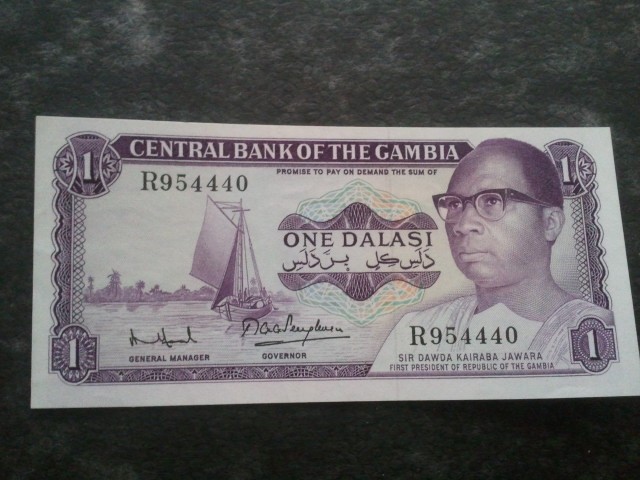 1 CENTRAL BANK OF THE GAMBIA 1
PROMISE TO PAY ON DEMAND THE SUM OF
R954440
ONE DALASI
R954440
GENERAL MANAGER GOVERNOR
SIR DAWDA KAIRABA JAWARA
FIRST PRESIDENT OF REPUBLIC OF THE GAMBIA
1 1